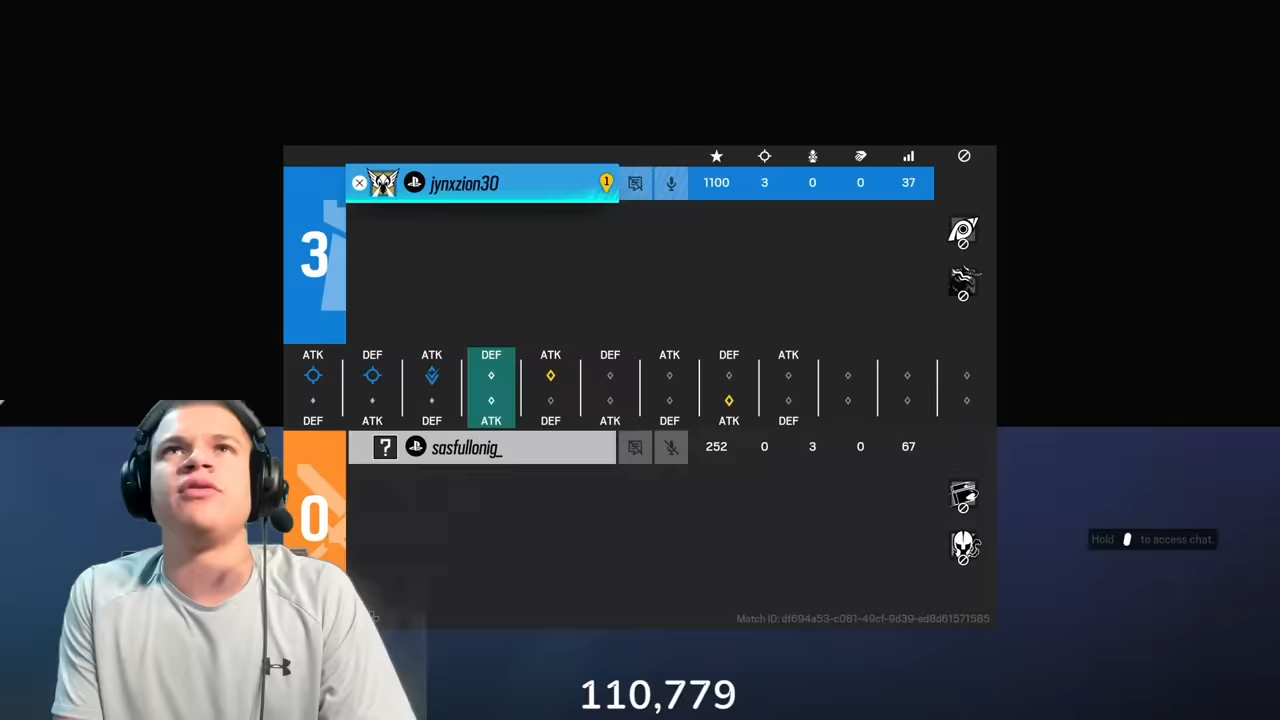 jynxzion30 1 1100 3 0 0 37
3
ATK DEF ATK DEF ATK DEF ATK DEF ATK
DEF ATK DEF ATK DEF ATK DEF ATK DEF
? sasfullonig_ 252 0 3 0 67
0
Hold to access chat.
Match ID: df694a53-c081-49cf-9d39-ed8d61571585
110,779